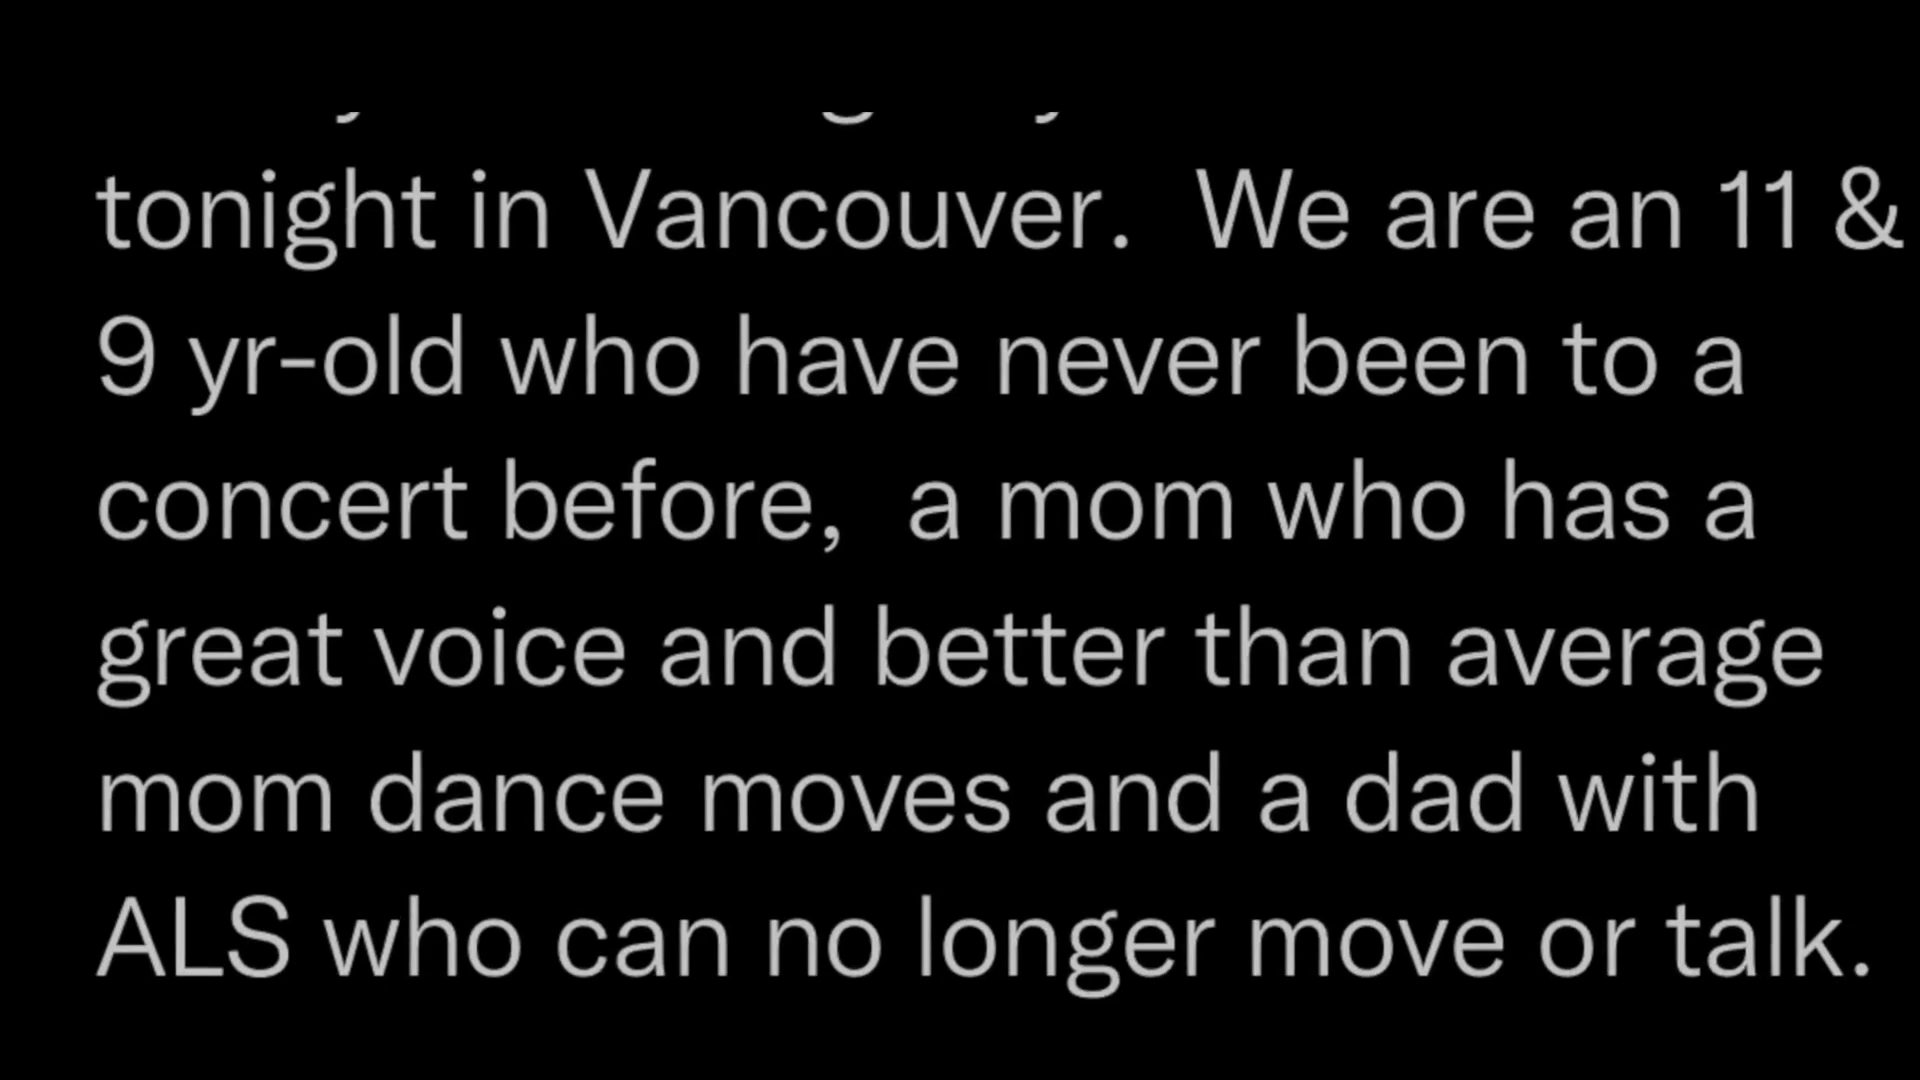 tonight in Vancouver.  We are an 11 &
9 yr-old who have never been to a
concert before,  a mom who has a
great voice and better than average
mom dance moves and a dad with
ALS who can no longer move or talk.